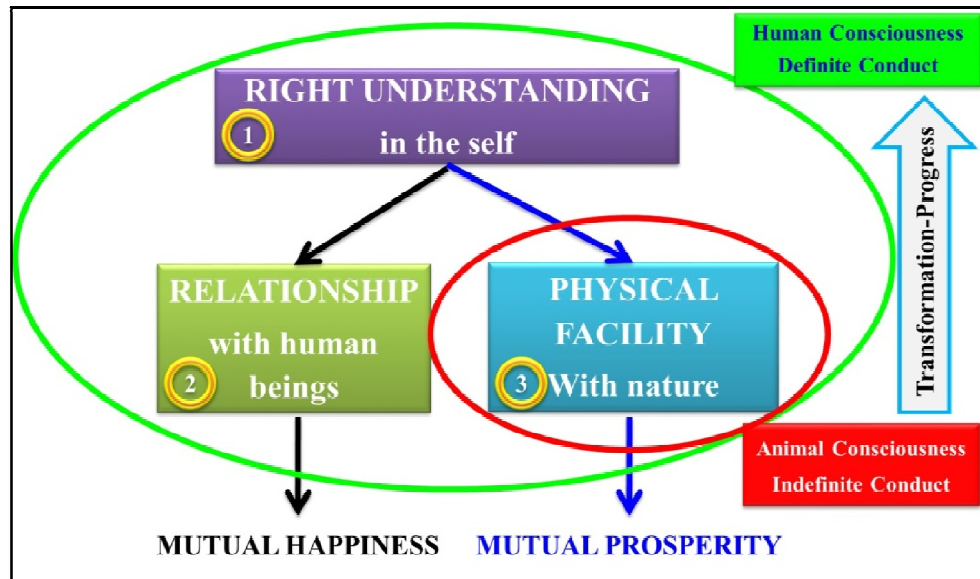 Human Consciousness
Definite Conduct
RIGHT UNDERSTANDING
1
in the self
Transformation-Progress
RELATIONSHIP
with human
2
beings
PHYSICAL
FACILITY
3
With nature
Animal Consciousness
Indefinite Conduct
MUTUAL HAPPINESS
MUTUAL PROSPERITY